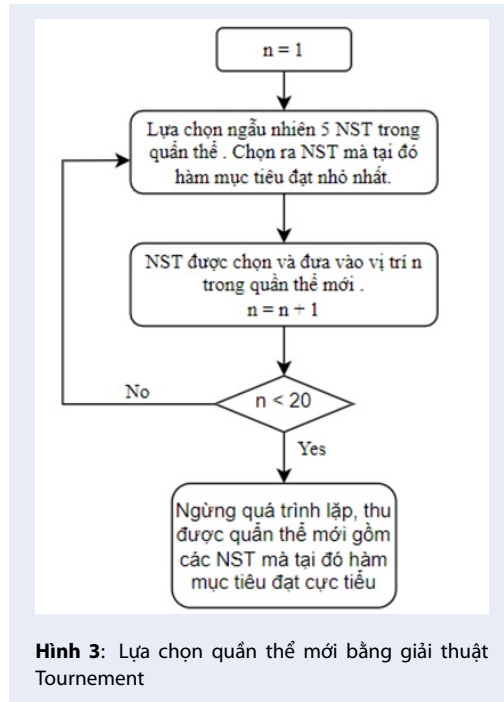 n = 1
Lựa chọn ngẫu nhiên 5 NST trong
quần thể . Chọn ra NST mà tại đó
hàm mục tiêu đạt nhỏ nhất.
NST được chọn và đưa vào vị trí n
trong quần thể mới .
n = n + 1
No
n < 20
Yes
Ngừng quá trình lặp, thu
được quần thể mới gồm
các NST mà tại đó hàm
mục tiêu đạt cực tiểu
Hình 3: Lựa chọn quần thể mới bằng giải thuật
Tournement